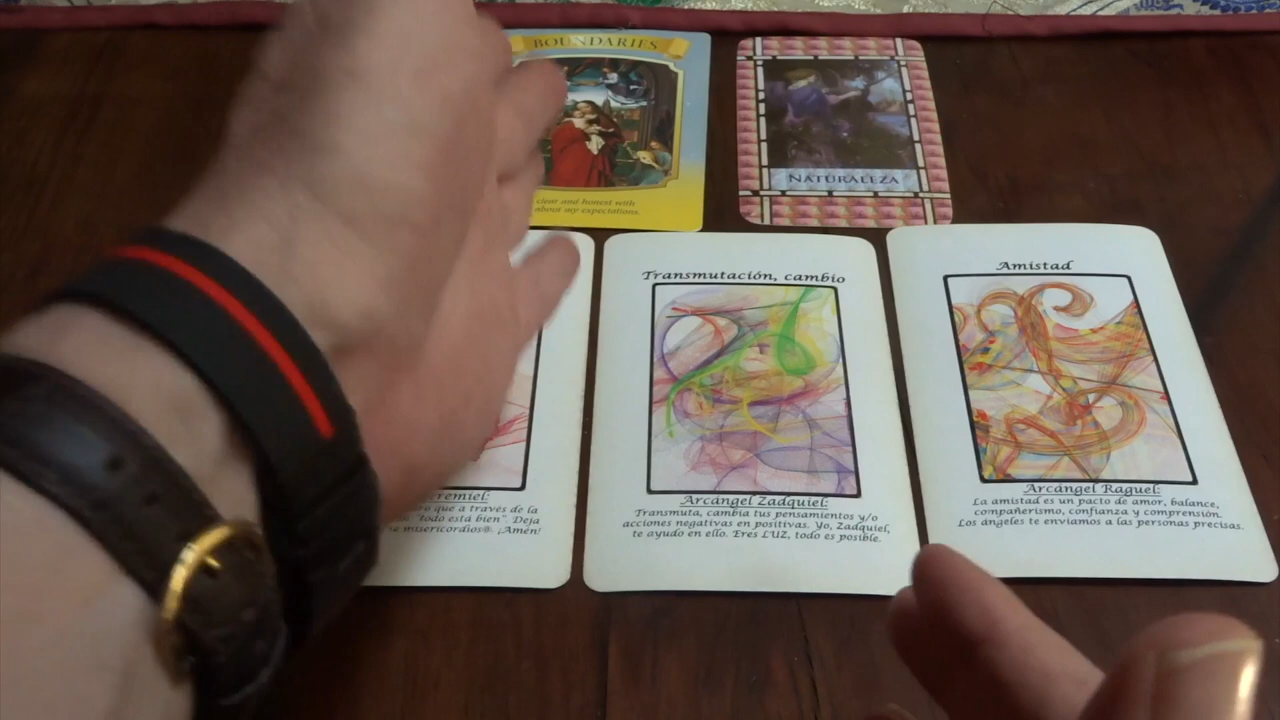 BOUNDARIES
clear and honest with
about my expectations.
NATURALEZA
que a través de la
"todo está bien". Deja
misericordios@. ¡Amén!
Transmutación, cambio
Arcángel Zadquiel:
Transmuta, cambia tus pensamientos y/o
acciones negativas en positivas. Yo, Zadquiel,
te ayudo en ello. Eres LUZ, todo es posible.
Amistad
Arcángel Raguel:
La amistad es un pacto de amor, balance,
compañerismo, confianza y comprensión.
Los ángeles te enviamos a las personas precisas.